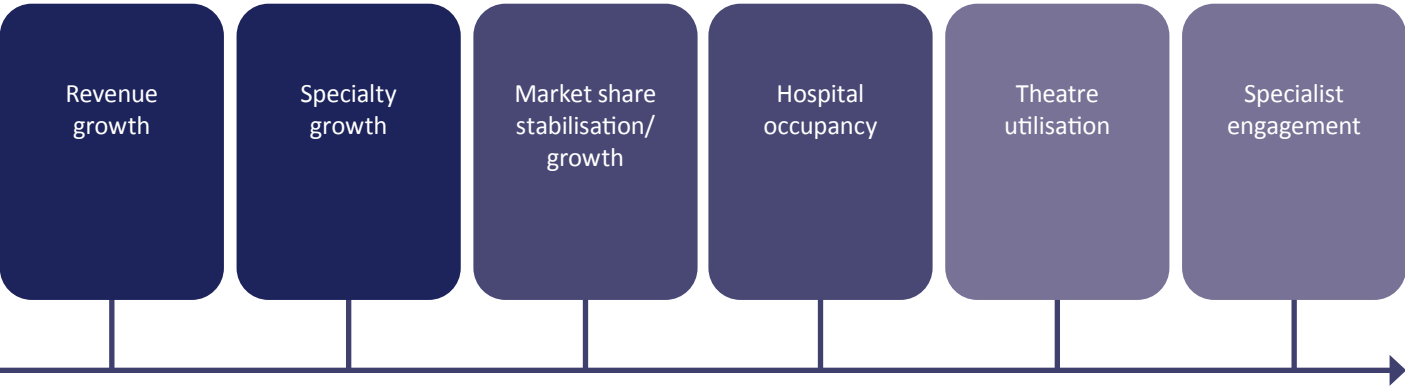 Revenue
growth
Specialty
growth
Market share
stabilisation/
growth
Hospital
occupancy
Theatre
utilisation
Specialist
engagement